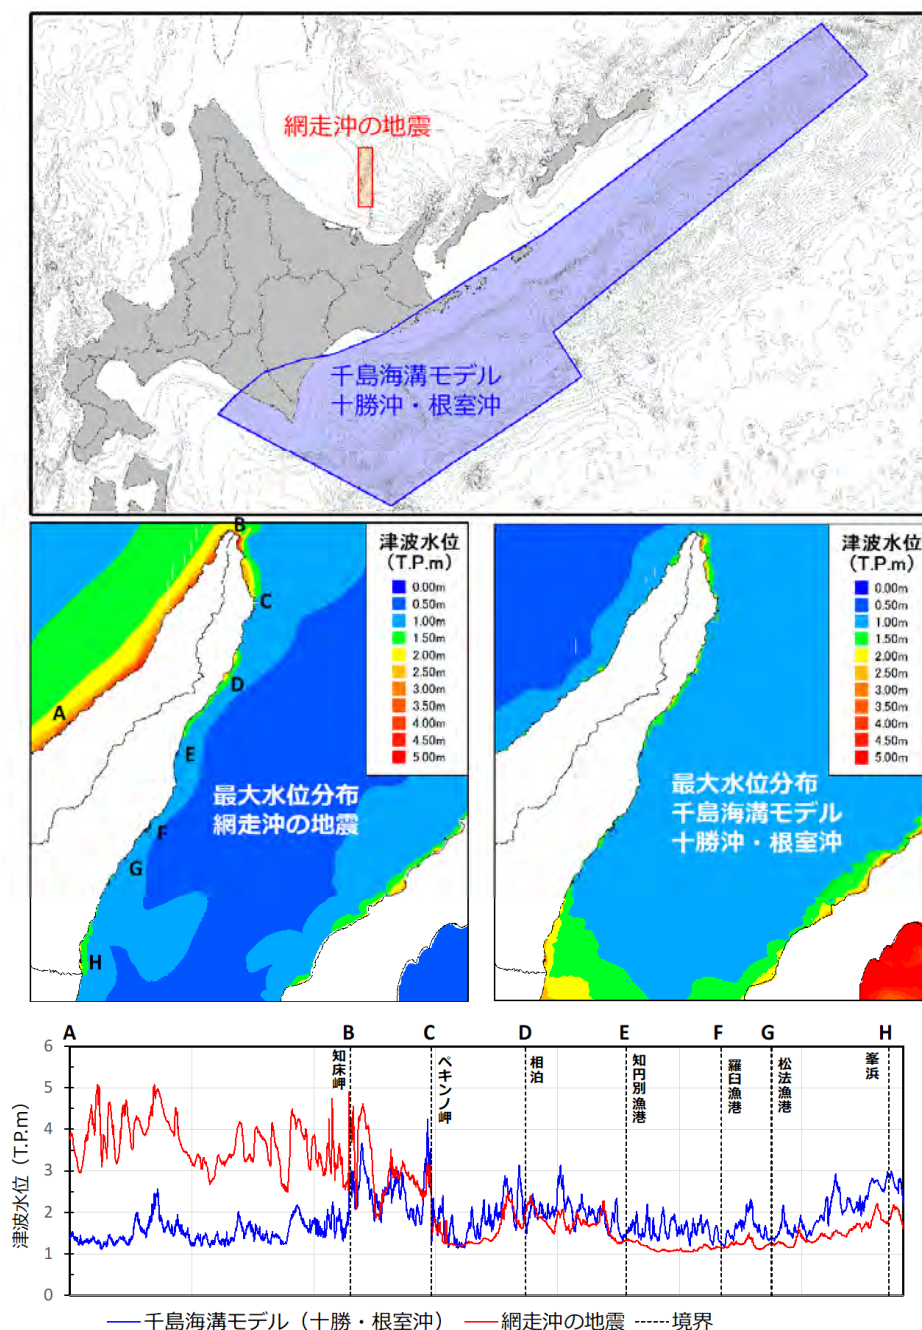 網走沖の地震
千島海溝モデル
十勝沖・根室沖
津波水位
(T.P.m)
0.00m
0.50m
1.00m
1.50m
2.00m
2.50m
3.00m
3.50m
4.00m
4.50m
5.00m
B
C
A
D
E
F
G
H
最大水位分布
網走沖の地震
津波水位
(T.P.m)
0.00m
0.50m
1.00m
1.50m
2.00m
2.50m
3.00m
3.50m
4.00m
4.50m
5.00m
最大水位分布
千島海溝モデル
十勝沖・根室沖
A B C D E F G H
知床岬
ペキンノ岬
相泊
知円別漁港
羅臼漁港
松法漁港
峯浜
津波水位（T.P.m）
6
5
4
3
2
1
0
千島海溝モデル（十勝・根室沖） 網走沖の地震 境界